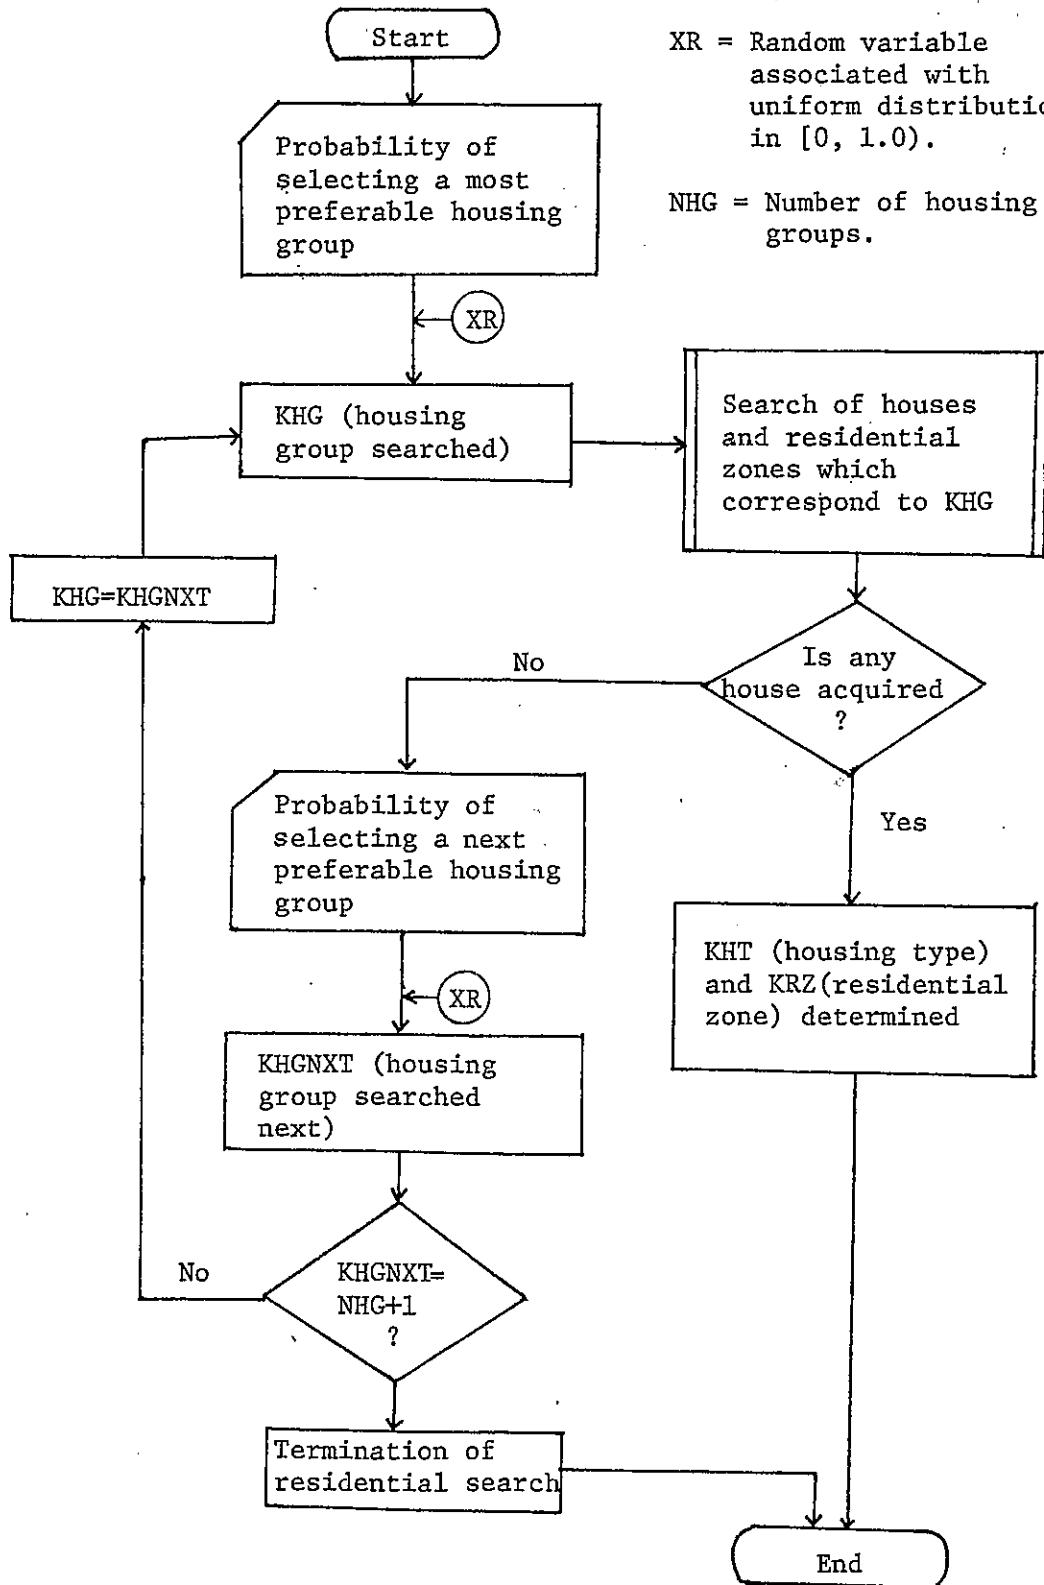 Start
XR = Random variable
associated with
uniform distributio
in [0, 1.0).
NHG = Number of housing
groups.
Probability of
selecting a most
preferable housing
group
XR
KHG (housing
group searched)
Search of houses
and residential
zones which
correspond to KHG
KHG=KHGNXT
Is any
house acquired
?
No
Yes
Probability of
selecting a next
preferable housing
group
XR
KHT (housing type)
and KRZ(residential
zone) determined
KHGNXT (housing
group searched
next)
KHGNXT=
NHG+1
?
No
Termination of
residential search
End